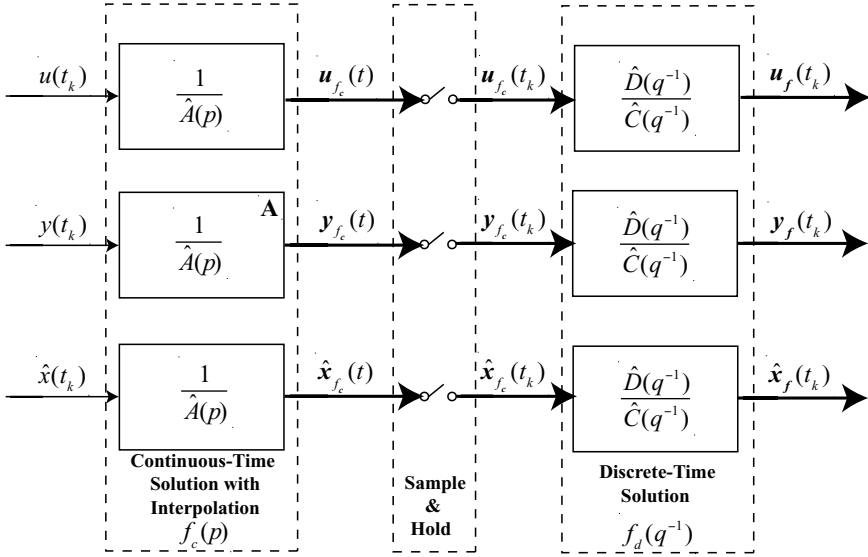 u(t_k) 1/Â(p) u_{f_c}(t) u_{f_c}(t_k) D̂(q⁻¹)/Ĉ(q⁻¹) u_f(t_k)
y(t_k) 1/Â(p) A y_{f_c}(t) y_{f_c}(t_k) D̂(q⁻¹)/Ĉ(q⁻¹) y_f(t_k)
x̂(t_k) 1/Â(p) x̂_{f_c}(t) x̂_{f_c}(t_k) D̂(q⁻¹)/Ĉ(q⁻¹) x̂_f(t_k)
Continuous-Time
Solution with
Interpolation
f_c(p)
Sample
&
Hold
Discrete-Time
Solution
f_d(q⁻¹)